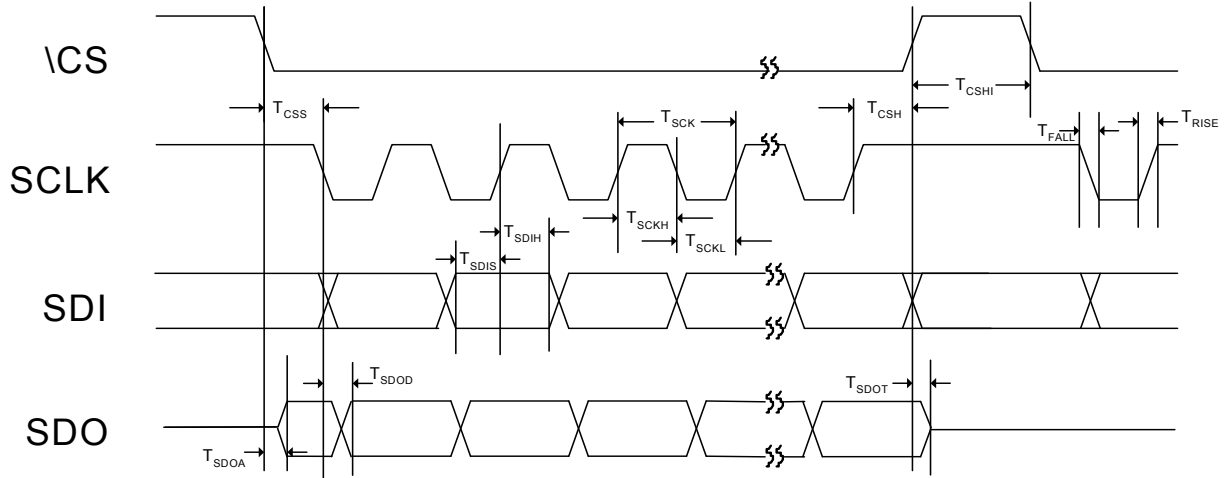 \CS
T_CSS
T_SCK
T_CSH
T_CSHI
T_FALL
T_RISE
SCLK
T_SDIH
T_SCKH
T_SCKL
T_SDIS
SDI
T_SDOD
T_SDOT
SDO
T_SDOA